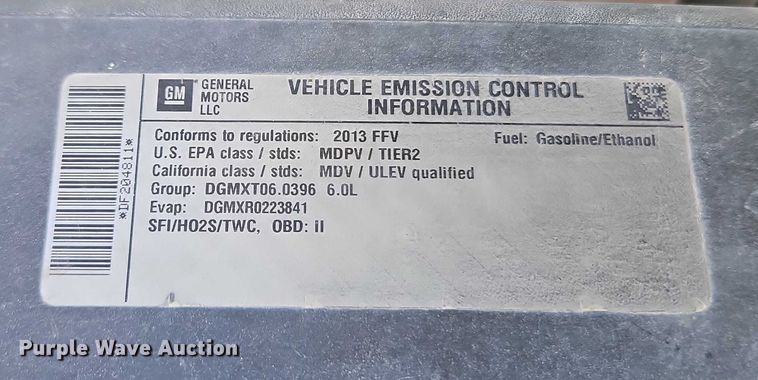 GM
GENERAL MOTORS LLC
VEHICLE EMISSION CONTROL
INFORMATION
*DF204811*
Conforms to regulations: 2013 FFV
Fuel: Gasoline/Ethanol
U.S. EPA class / stds: MDPV / TIER2
California class / stds: MDV / ULEV qualified
Group: DGMXT06.0396 6.0L
Evap: DGMXR0223841
SFI/HO2S/TWC, OBD: II
Purple Wave Auction